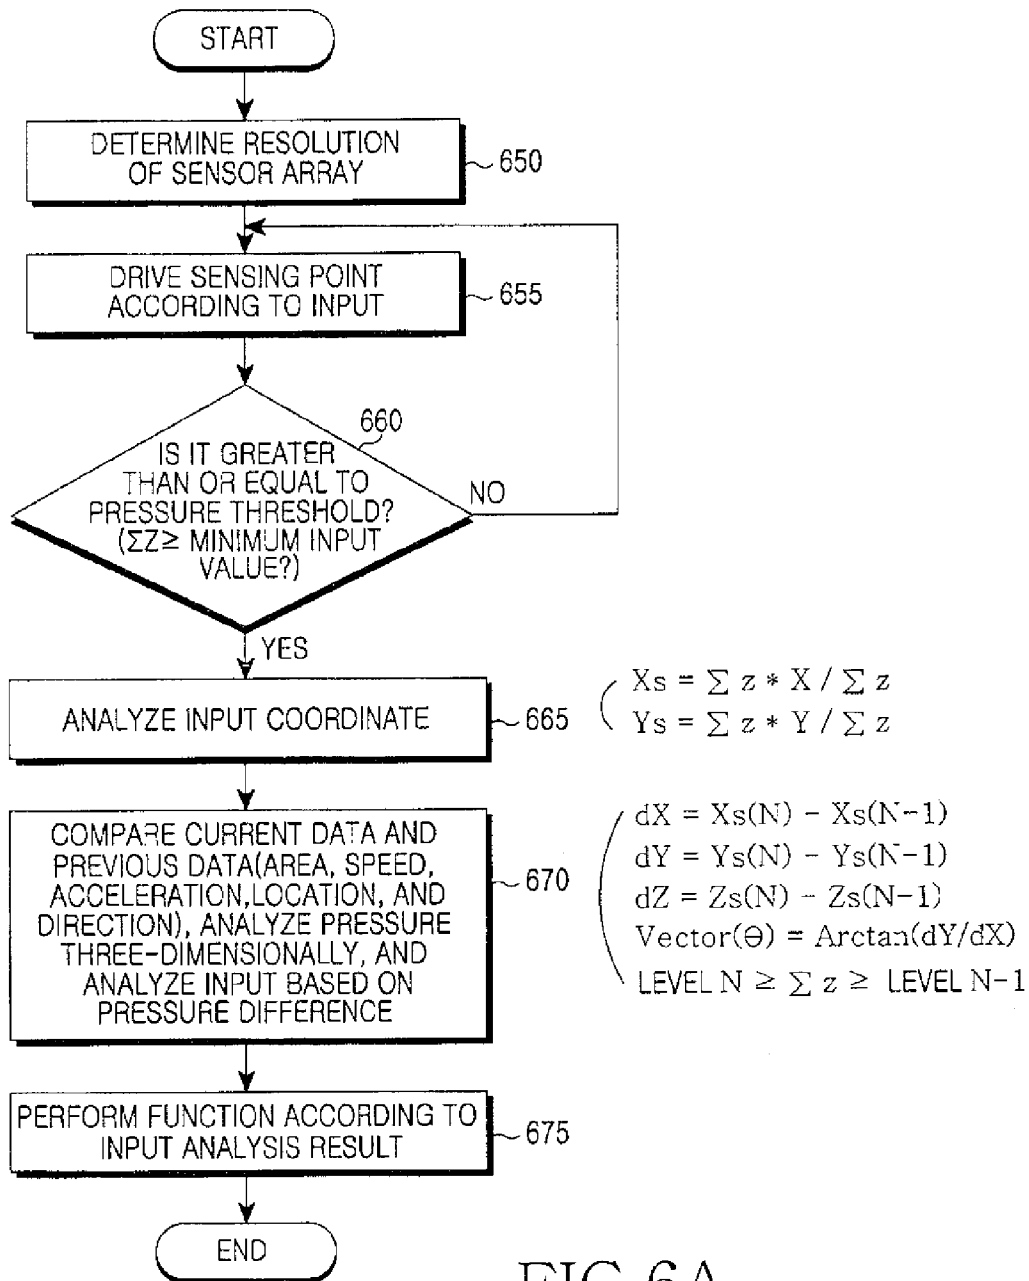 START
DETERMINE RESOLUTION
OF SENSOR ARRAY
650
DRIVE SENSING POINT
ACCORDING TO INPUT
655
660
IS IT GREATER
THAN OR EQUAL TO
PRESSURE THRESHOLD?
(ΣZ≥ MINIMUM INPUT
VALUE?)
NO
YES
ANALYZE INPUT COORDINATE
665
Xs = Σ z * X / Σ z
Ys = Σ z * Y / Σ z
COMPARE CURRENT DATA AND
PREVIOUS DATA(AREA, SPEED,
ACCELERATION,LOCATION, AND
DIRECTION), ANALYZE PRESSURE
THREE-DIMENSIONALLY, AND
ANALYZE INPUT BASED ON
PRESSURE DIFFERENCE
670
dX = Xs(N) - Xs(N-1)
dY = Ys(N) - Ys(N-1)
dZ = Zs(N) - Zs(N-1)
Vector(Θ) = Arctan(dY/dX)
LEVEL N ≥ Σ z ≥ LEVEL N-1
PERFORM FUNCTION ACCORDING TO
INPUT ANALYSIS RESULT
675
END
FIG.6A